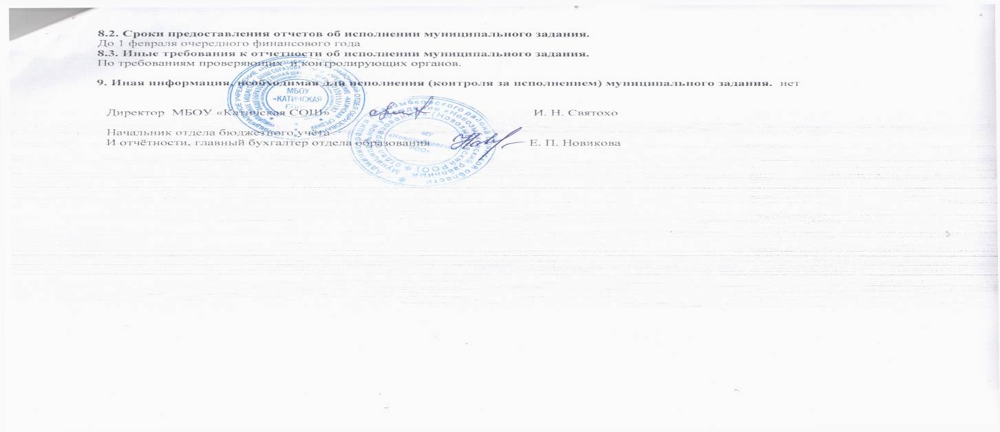 8.2. Сроки предоставления отчетов об исполнении муниципального задания.
До 1 февраля очередного финансового года
8.3. Иные требования к отчетности об исполнении муниципального задания.
По требованиям проверяющих и контролирующих органов.
9. Иная информация, необходимая для исполнения (контроля за исполнением) муниципального задания. нет
МБОУ
«КАТИЧСКАЯ
СОШ»
Директор МБОУ «Катичская СОШ» И. Н. Святохо
Начальник отдела бюджетного учёта
И отчётности, главный бухгалтер отдела образования Е. П. Новикова